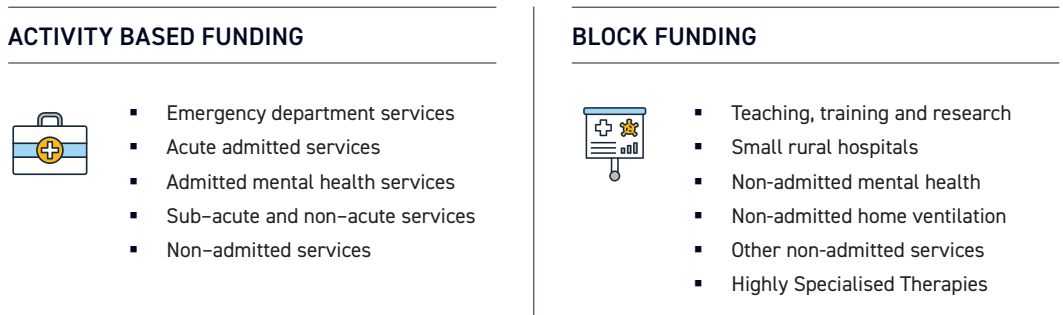 ACTIVITY BASED FUNDING
▪ Emergency department services
▪ Acute admitted services
▪ Admitted mental health services
▪ Sub–acute and non–acute services
▪ Non–admitted services
BLOCK FUNDING
▪ Teaching, training and research
▪ Small rural hospitals
▪ Non-admitted mental health
▪ Non-admitted home ventilation
▪ Other non-admitted services
▪ Highly Specialised Therapies